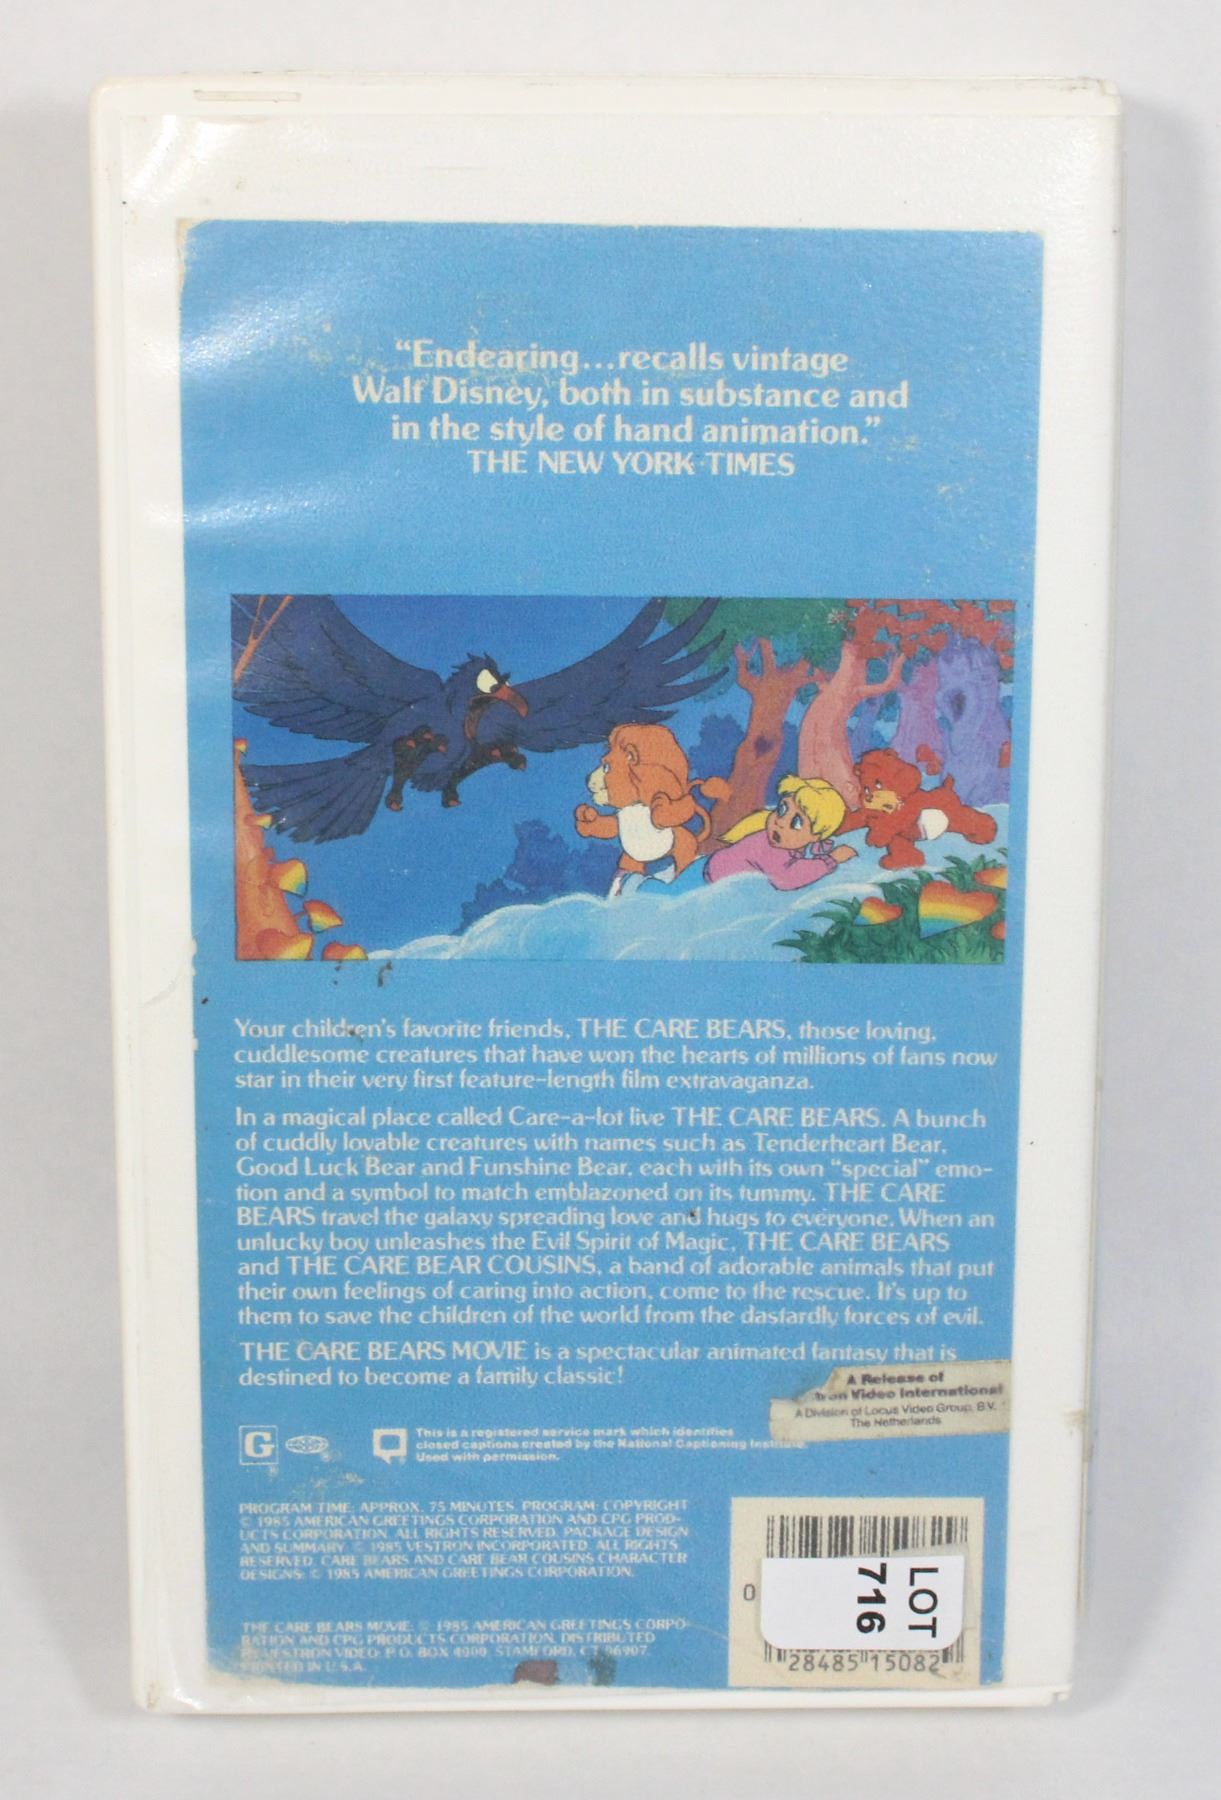 “Endearing...recalls vintage
Walt Disney, both in substance and
in the style of hand animation.”
THE NEW YORK TIMES
Your children's favorite friends, THE CARE BEARS, those loving,
cuddlesome creatures that have won the hearts of millions of fans now
star in their very first feature-length film extravaganza.
In a magical place called Care-a-lot live THE CARE BEARS. A bunch
of cuddly lovable creatures with names such as Tenderheart Bear,
Good Luck Bear and Funshine Bear, each with its own “special” emo-
tion and a symbol to match emblazoned on its tummy. THE CARE
BEARS travel the galaxy spreading love and hugs to everyone. When an
unlucky boy unleashes the Evil Spirit of Magic, THE CARE BEARS
and THE CARE BEAR COUSINS, a band of adorable animals that put
their own feelings of caring into action, come to the rescue. It's up to
them to save the children of the world from the dastardly forces of evil.
THE CARE BEARS MOVIE is a spectacular animated fantasy that is
destined to become a family classic!
A Release of
Video International
A Division of Locus Video Group, B.V.
The Netherlands
G
This is a registered service mark which identifies
closed captions created by the National Captioning
Used with permission.
PROGRAM TIME: APPROX. 75 MINUTES. PROGRAM: COPYRIGHT
© 1985 AMERICAN GREETINGS CORPORATION AND CPG PROD-
UCTS CORPORATION. ALL RIGHTS RESERVED. PACKAGE DESIGN
AND SUMMARY © 1985 VESTRON INCORPORATED. ALL RIGHTS
RESERVED. CARE BEARS AND CARE BEAR COUSINS CHARACTER
DESIGNS: © 1985 AMERICAN GREETINGS CORPORATION.
THE CARE BEARS MOVIE: © 1985 AMERICAN GREETINGS CORPO-
RATION AND CPG PRODUCTS CORPORATION. DISTRIBUTED
BY VESTRON VIDEO: P.O. BOX 4000, STAMFORD, CT 06907.
PRINTED IN U.S.A.
LOT
716
0
28485 15082